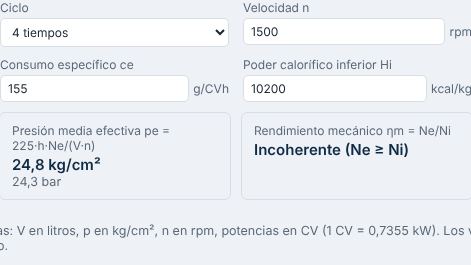 Ciclo
Velocidad n
4 tiempos
1500 rpm
Consumo específico ce
Poder calorífico inferior Hi
155 g/CVh
10200 kcal/kg
Presión media efectiva pe =
225·h·Ne/(V·n)
24,8 kg/cm²
24,3 bar
Rendimiento mecánico ηm = Ne/Ni
Incoherente (Ne ≥ Ni)
as: V en litros, p en kg/cm², n en rpm, potencias en CV (1 CV = 0,7355 kW). Los v
o.